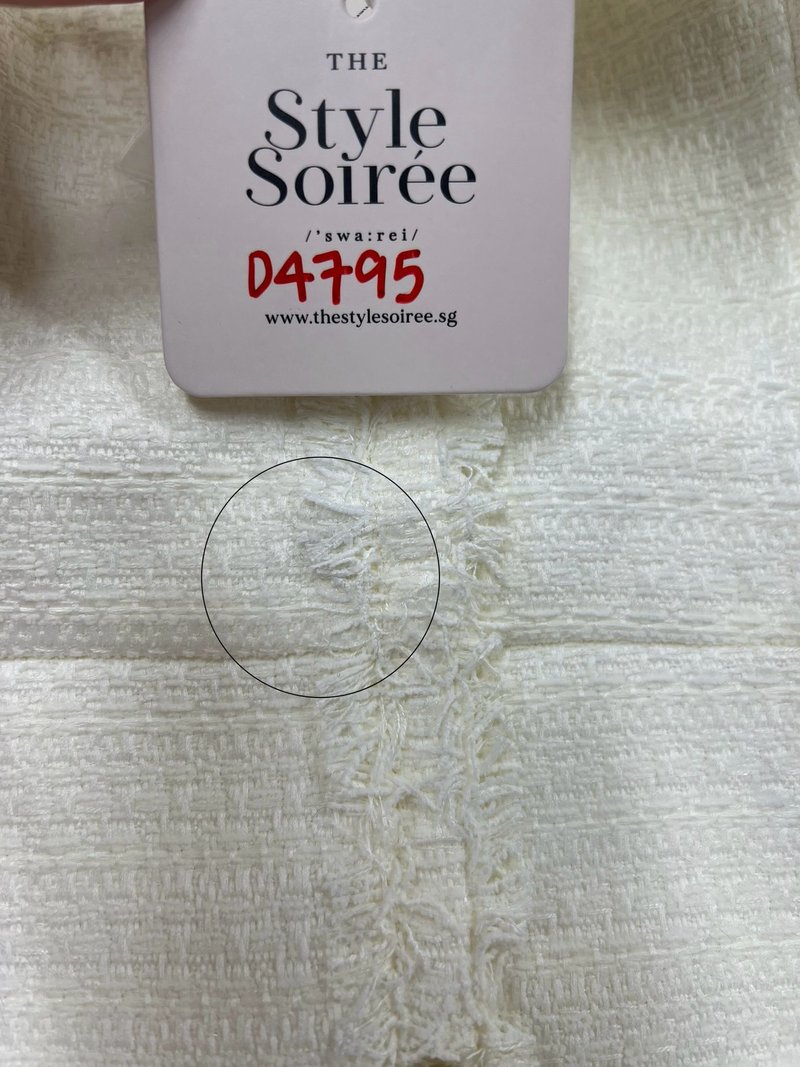 THE
Style
Soirée
/'swa:rei/
D4795
www.thestylesoiree.sg